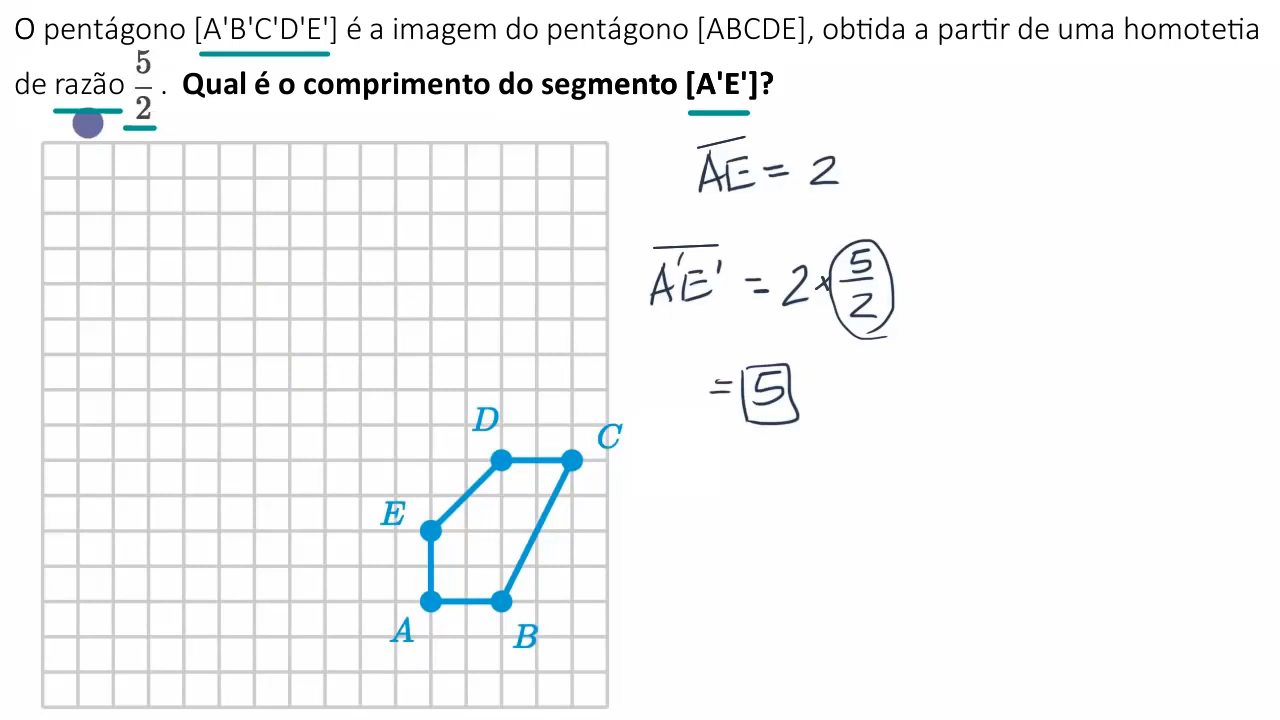 O pentágono [A'B'C'D'E'] é a imagem do pentágono [ABCDE], obtida a partir de uma homotetia
de razão 5/2 . Qual é o comprimento do segmento [A'E']?
AE = 2
A'E' = 2 × 5/2
= 5
D
C
E
A
B